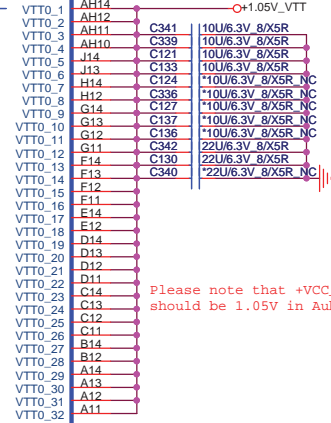 VTT0_1 AH14 +1.05V_VTT
VTT0_2 AH12
VTT0_3 AH11 C341 10U/6.3V_8/X5R
VTT0_4 AH10 C339 10U/6.3V_8/X5R
VTT0_5 J14 C121 10U/6.3V_8/X5R
VTT0_6 J13 C133 10U/6.3V_8/X5R
VTT0_7 H14 C124 *10U/6.3V_8/X5R_NC
VTT0_8 H12 C336 *10U/6.3V_8/X5R_NC
VTT0_9 G14 C127 *10U/6.3V_8/X5R_NC
VTT0_10 G13 C137 *10U/6.3V_8/X5R_NC
VTT0_11 G12 C136 *10U/6.3V_8/X5R_NC
VTT0_12 G11 C342 22U/6.3V_8/X5R
VTT0_13 F14 C130 22U/6.3V_8/X5R
VTT0_14 F13 C340 *22U/6.3V_8/X5R_NC
VTT0_15 F12
VTT0_16 F11
VTT0_17 E14
VTT0_18 E12
VTT0_19 D14
VTT0_20 D13
VTT0_21 D12
VTT0_22 D11
VTT0_23 C14
VTT0_24 C13
VTT0_25 C12
VTT0_26 C11
VTT0_27 B14
VTT0_28 B12
VTT0_29 A14
VTT0_30 A13
VTT0_31 A12
VTT0_32 A11
Please note that +VCC_
should be 1.05V in Au